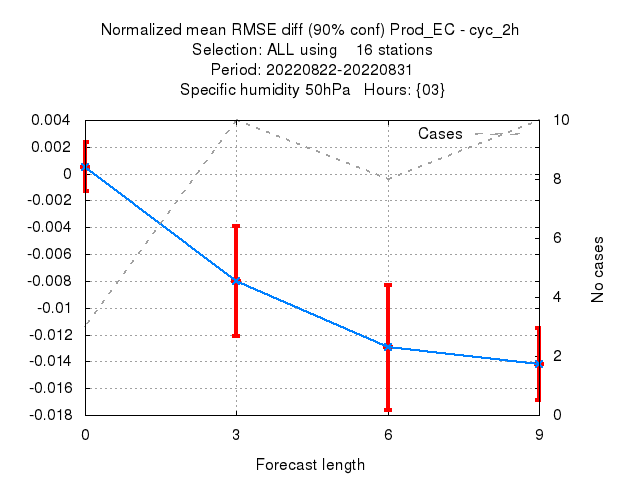 Normalized mean RMSE diff (90% conf) Prod_EC - cyc_2h
Selection: ALL using    16 stations
Period: 20220822-20220831
Specific humidity 50hPa   Hours: {03}
Cases
0.004
0.002
0
-0.002
-0.004
-0.006
-0.008
-0.01
-0.012
-0.014
-0.016
-0.018
10
8
6
4
2
0
No cases
0 3 6 9
Forecast length